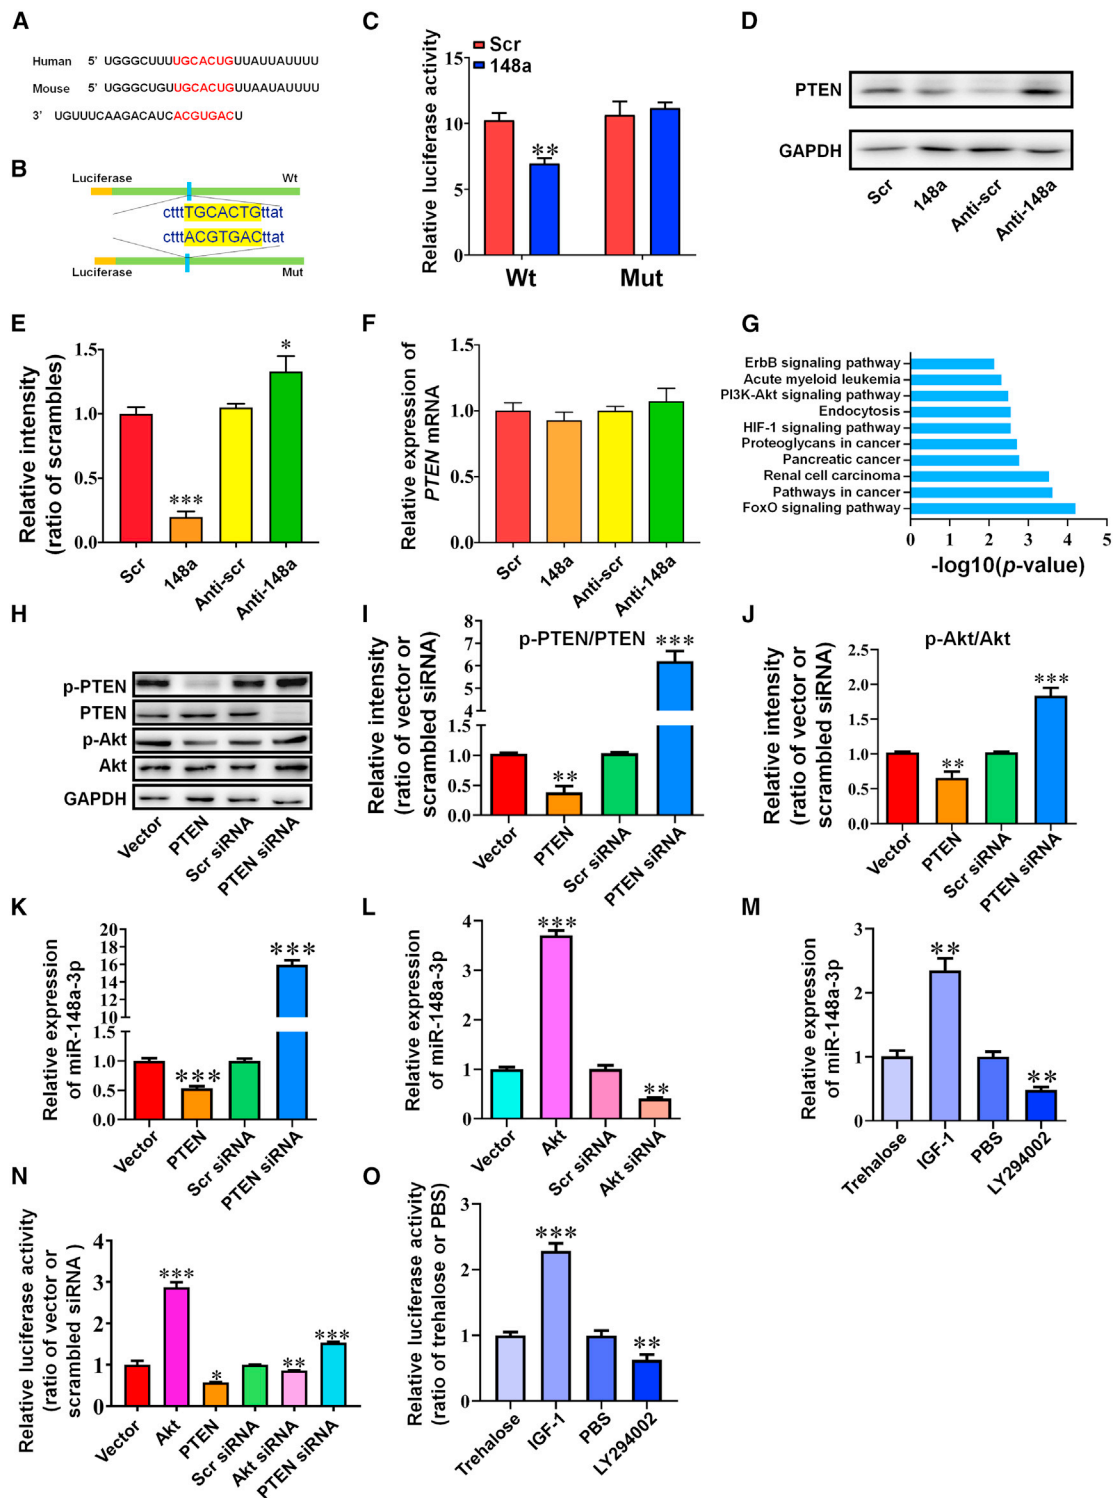 A
Human 5' UGGGCUUUUGCACUGUUAUUAUUUU
Mouse 5' UGGGCUGUUGCACUGUUAAUAUUUU
3' UGUUUCAAGACAUCACGUGACU
B
Luciferase Wt
ctttTGCACTGttat
ctttACGTGACttat
Luciferase Mut
C
Scr
148a
Relative luciferase activity
15
10
5
0
**
Wt Mut
D
PTEN
GAPDH
Scr 148a Anti-scr Anti-148a
E
Relative intensity
(ratio of scrambles)
1.5
1.0
0.5
0.0
***
*
Scr 148a Anti-scr Anti-148a
F
Relative expression of
PTEN mRNA
1.5
1.0
0.5
0.0
Scr 148a Anti-scr Anti-148a
G
ErbB signaling pathway
Acute myeloid leukemia
PI3K-Akt signaling pathway
Endocytosis
HIF-1 signaling pathway
Proteoglycans in cancer
Pancreatic cancer
Renal cell carcinoma
Pathways in cancer
FoxO signaling pathway
0 1 2 3 4 5
-log10(p-value)
H
p-PTEN
PTEN
p-Akt
Akt
GAPDH
Vector PTEN Scr siRNA PTEN siRNA
I
p-PTEN/PTEN
Relative intensity
(ratio of vector or
scrambled siRNA)
8
7
6
5
4
1.5
1.0
0.5
0.0
**
***
Vector PTEN Scr siRNA PTEN siRNA
J
p-Akt/Akt
Relative intensity
(ratio of vector or
scrambled siRNA)
2.5
2.0
1.5
1.0
0.5
0.0
**
***
Vector PTEN Scr siRNA PTEN siRNA
K
Relative expression
of miR-148a-3p
20
18
16
14
12
10
1.5
1.0
0.5
0.0
***
***
Vector PTEN Scr siRNA PTEN siRNA
L
Relative expression
of miR-148a-3p
4
3
2
1
0
***
**
Vector Akt Scr siRNA Akt siRNA
M
Relative expression
of miR-148a-3p
3
2
1
0
**
**
Trehalose IGF-1 PBS LY294002
N
Relative luciferase activity
(ratio of vector or
scrambled siRNA )
4
3
2
1
0
***
*
**
***
Vector Akt PTEN Scr siRNA Akt siRNA PTEN siRNA
O
Relative luciferase activity
(ratio of trehalose or PBS)
3
2
1
0
***
**
Trehalose IGF-1 PBS LY294002